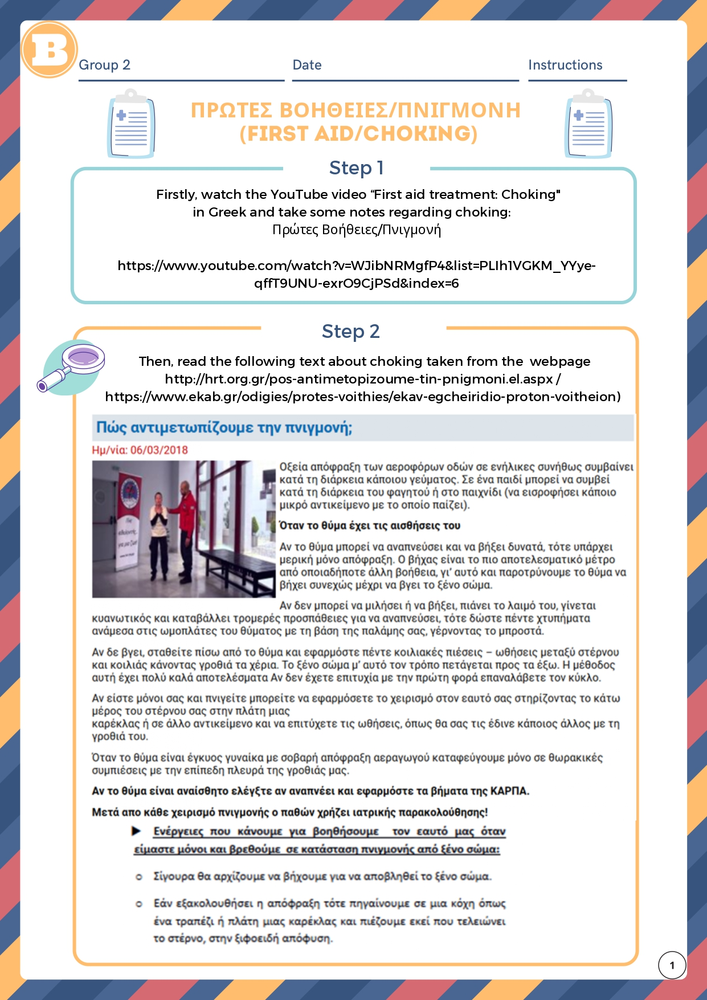 B
Group 2
Date
Instructions
ΠΡΩΤΕΣ ΒΟΗΘΕΙΕΣ/ΠΝΙΓΜΟΝΗ
(FIRST AID/CHOKING)
Step 1
Firstly, watch the YouTube video “First aid treatment: Choking"
in Greek and take some notes regarding choking:
Πρώτες Βοήθειες/Πνιγμονή
https://www.youtube.com/watch?v=WJibNRMgfP4&list=PLIh1VGKM_YYye-
qffT9UNU-exrO9CjPSd&index=6
Step 2
Then, read the following text about choking taken from the webpage
http://hrt.org.gr/pos-antimetopizoume-tin-pnigmoni.el.aspx /
https://www.ekab.gr/odigies/protes-voithies/ekav-egcheiridio-proton-voitheion)
Πώς αντιμετωπίζουμε την πνιγμονή;
Ημ/νία: 06/03/2018
Οξεία απόφραξη των αεροφόρων οδών σε ενήλικες συνήθως συμβαίνει
κατά τη διάρκεια κάποιου γεύματος. Σε ένα παιδί μπορεί να συμβεί
κατά τη διάρκεια του φαγητού ή στο παιχνίδι (να εισροφήσει κάποιο
μικρό αντικείμενο με το οποίο παίζει).
Όταν το θύμα έχει τις αισθήσεις του
Αν το θύμα μπορεί να αναπνεύσει και να βήξει δυνατά, τότε υπάρχει
μερική μόνο απόφραξη. Ο βήχας είναι το πιο αποτελεσματικό μέτρο
από οποιαδήποτε άλλη βοήθεια, γι’ αυτό και παροτρύνουμε το θύμα να
βήχει συνεχώς μέχρι να βγει το ξένο σώμα.
Αν δεν μπορεί να μιλήσει ή να βήξει, πιάνει το λαιμό του, γίνεται
κυανωτικός και καταβάλλει τρομερές προσπάθειες για να αναπνεύσει, τότε δώστε πέντε χτυπήματα
ανάμεσα στις ωμοπλάτες του θύματος με τη βάση της παλάμης σας, γέρνοντας το μπροστά.
Αν δε βγει, σταθείτε πίσω από το θύμα και εφαρμόστε πέντε κοιλιακές πιέσεις – ωθήσεις μεταξύ στέρνου
και κοιλιάς κάνοντας γροθιά τα χέρια. Το ξένο σώμα μ’ αυτό τον τρόπο πετάγεται προς τα έξω. Η μέθοδος
αυτή έχει πολύ καλά αποτελέσματα Αν δεν έχετε επιτυχία με την πρώτη φορά επαναλάβετε τον κύκλο.
Αν είστε μόνοι σας και πνιγείτε μπορείτε να εφαρμόσετε το χειρισμό στον εαυτό σας στηρίζοντας το κάτω
μέρος του στέρνου σας στην πλάτη μιας
καρέκλας ή σε άλλο αντικείμενο και να επιτύχετε τις ωθήσεις, όπως θα σας τις έδινε κάποιος άλλος με τη
γροθιά του.
Όταν το θύμα είναι έγκυος γυναίκα με σοβαρή απόφραξη αεραγωγού καταφεύγουμε μόνο σε θωρακικές
συμπιέσεις με την επίπεδη πλευρά της γροθιάς μας.
Αν το θύμα είναι αναίσθητο ελέγξτε αν αναπνέει και εφαρμόστε τα βήματα της ΚΑΡΠΑ.
Μετά απο κάθε χειρισμό πνιγμονής ο παθών χρήζει ιατρικής παρακολούθησης!
Ενέργειες που κάνουμε για βοηθήσουμε τον εαυτό μας όταν
είμαστε μόνοι και βρεθούμε σε κατάσταση πνιγμονής από ξένο σώμα:
o Σίγουρα θα αρχίζουμε να βήχουμε για να αποβληθεί το ξένο σώμα.
o Εάν εξακολουθήσει η απόφραξη τότε πηγαίνουμε σε μια κόχη όπως
ένα τραπέζι ή πλάτη μιας καρέκλας και πιέζουμε εκεί που τελειώνει
το στέρνο, στην ξιφοειδή απόφυση.
1